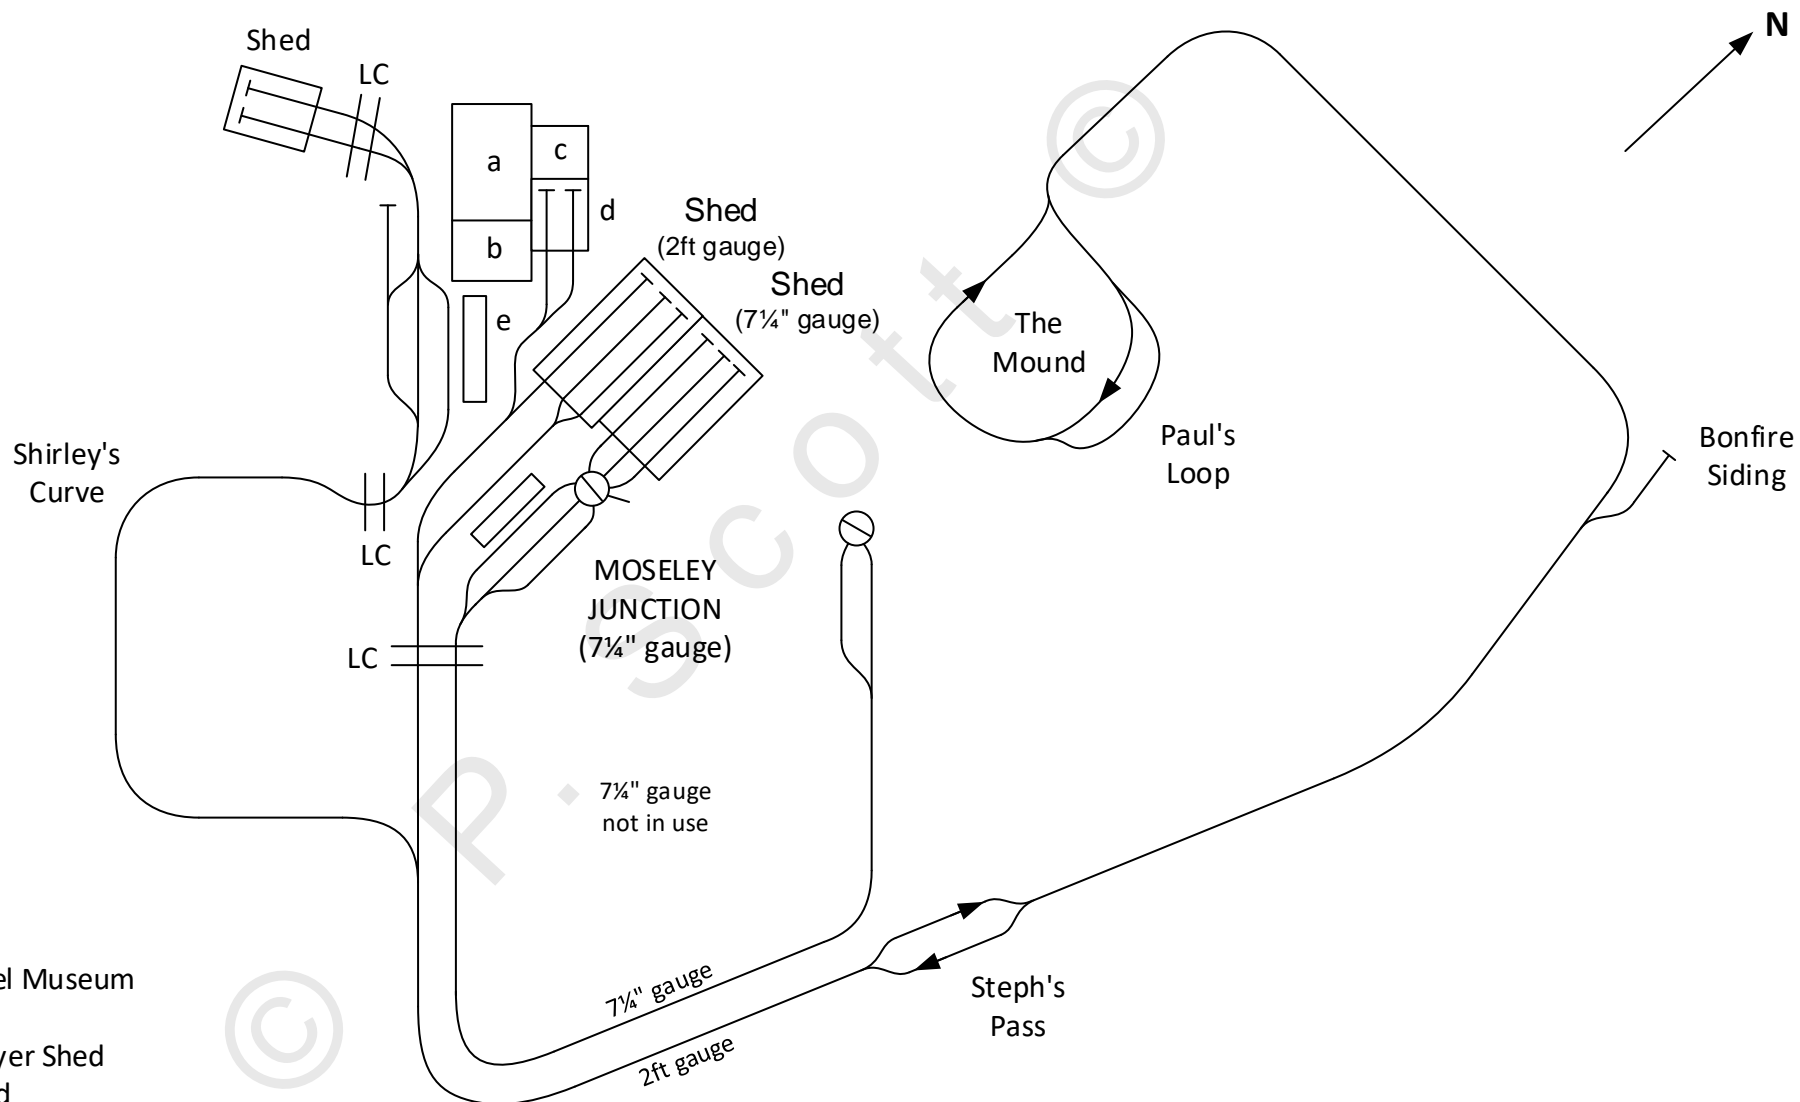 N
Shed
LC
a
c
d
b
e
Shed
(2ft gauge)
Shed
(7¼" gauge)
The
Mound
Paul's
Loop
Bonfire
Siding
Shirley's
Curve
LC
MOSELEY
JUNCTION
(7¼" gauge)
LC
7¼" gauge
not in use
7¼" gauge
2ft gauge
Steph's
Pass
el Museum
yer Shed
© P. Scott ©